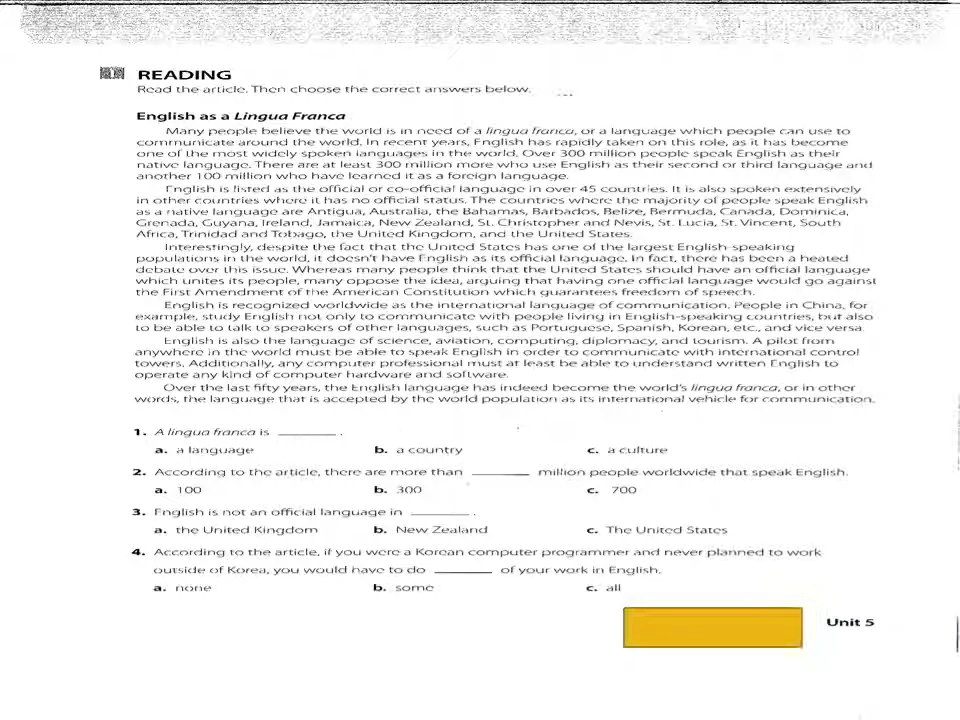 READING
Read the article. Then choose the correct answers below.
English as a Lingua Franca
Many people believe the world is in need of a lingua franca, or a language which people can use to
communicate around the world. In recent years, English has rapidly taken on this role, as it has become
one of the most widely spoken languages in the world. Over 300 million people speak English as their
native language. There are at least 300 million more who use English as their second or third language and
another 100 million who have learned it as a foreign language.
English is listed as the official or co-official language in over 45 countries. It is also spoken extensively
in other countries where it has no official status. The countries where the majority of people speak English
as a native language are Antigua, Australia, the Bahamas, Barbados, Belize, Bermuda, Canada, Dominica,
Grenada, Guyana, Ireland, Jamaica, New Zealand, St. Christopher and Nevis, St. Lucia, St. Vincent, South
Africa, Trinidad and Tobago, the United Kingdom, and the United States.
Interestingly, despite the fact that the United States has one of the largest English-speaking
populations in the world, it doesn't have English as its official language. In fact, there has been a heated
debate over this issue. Whereas many people think that the United States should have an official language
which unites its people, many oppose the idea, arguing that having one official language would go against
the First Amendment of the American Constitution which guarantees freedom of speech.
English is recognized worldwide as the international language of communication. People in China, for
example, study English not only to communicate with people living in English-speaking countries, but also
to be able to talk to speakers of other languages, such as Portuguese, Spanish, Korean, etc., and vice versa.
English is also the language of science, aviation, computing, diplomacy, and tourism. A pilot from
anywhere in the world must be able to speak English in order to communicate with international control
towers. Additionally, any computer professional must at least be able to understand written English to
operate any kind of computer hardware and software.
Over the last fifty years, the English language has indeed become the world's lingua franca, or in other
words, the language that is accepted by the world population as its international vehicle for communication.
1. A lingua franca is ______ .
a. a language b. a country c. a culture
2. According to the article, there are more than ______ million people worldwide that speak English.
a. 100 b. 300 c. 700
3. English is not an official language in ______ .
a. the United Kingdom b. New Zealand c. The United States
4. According to the article, if you were a Korean computer programmer and never planned to work
outside of Korea, you would have to do ______ of your work in English.
a. none b. some c. all
Unit 5